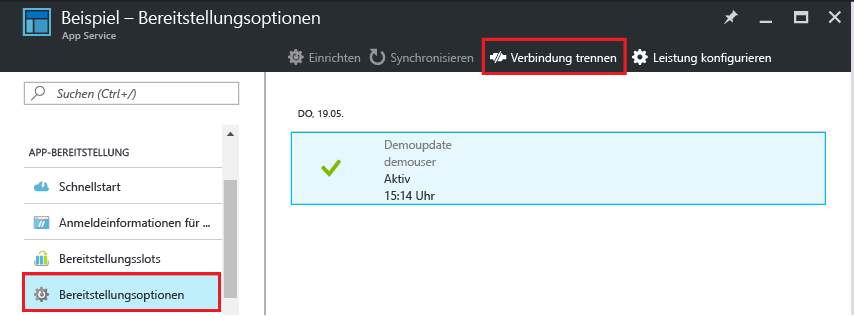 Beispiel – Bereitstellungsoptionen
App Service
Einrichten
Synchronisieren
Verbindung trennen
Leistung konfigurieren
Suchen (Ctrl+/)
APP-BEREITSTELLUNG
Schnellstart
Anmeldeinformationen für ...
Bereitstellungsslots
Bereitstellungsoptionen
DO, 19.05.
Demoupdate
demouser
Aktiv
15:14 Uhr